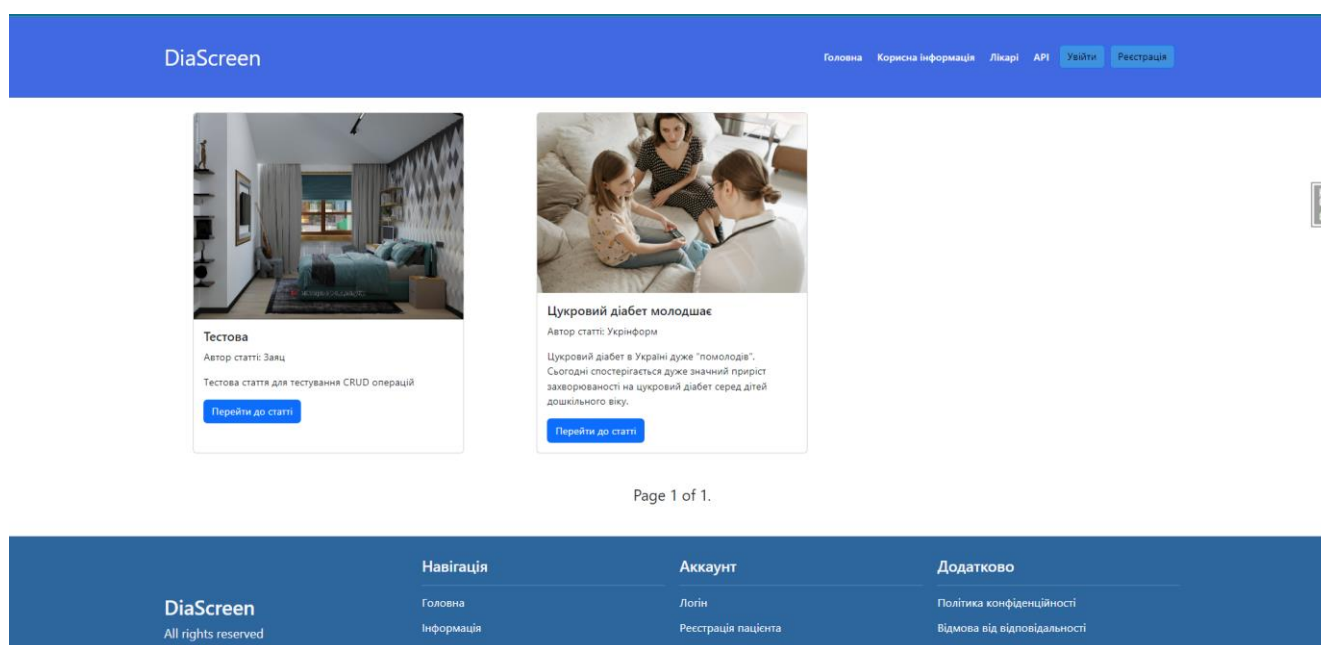 DiaScreen
Головна Корисна інформація Лікарі API Увійти Реєстрація
Тестова
Автор статті: Заяц
Тестова стаття для тестування CRUD операцій
Перейти до статті
Цукровий діабет молодшає
Автор статті: Укрінформ
Цукровий діабет в Україні дуже "помолодів".
Сьогодні спостерігається дуже значний приріст
захворюваності на цукровий діабет серед дітей
дошкільного віку.
Перейти до статті
Page 1 of 1.
DiaScreen
All rights reserved
Навігація
Головна
Інформація
Аккаунт
Логін
Реєстрація пацієнта
Додатково
Політика конфіденційності
Відмова від відповідальності